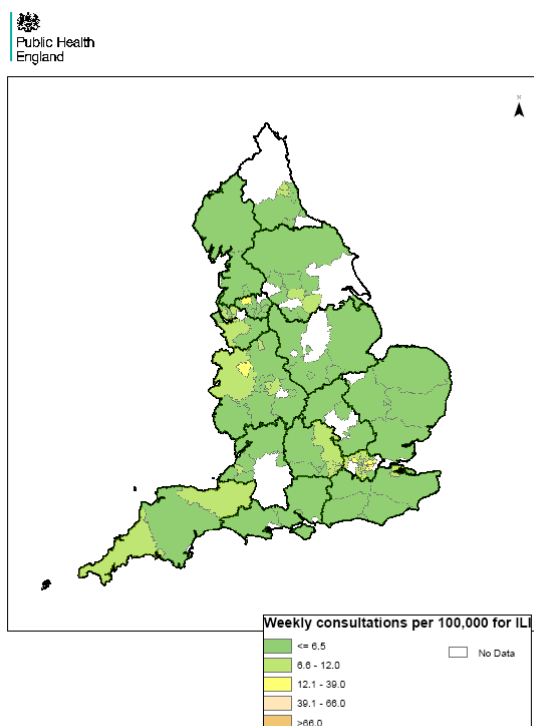 Public Health
England
N
Weekly consultations per 100,000 for ILI
<= 6.5
6.6 - 12.0
12.1 - 39.0
39.1 - 66.0
>66.0
No Data